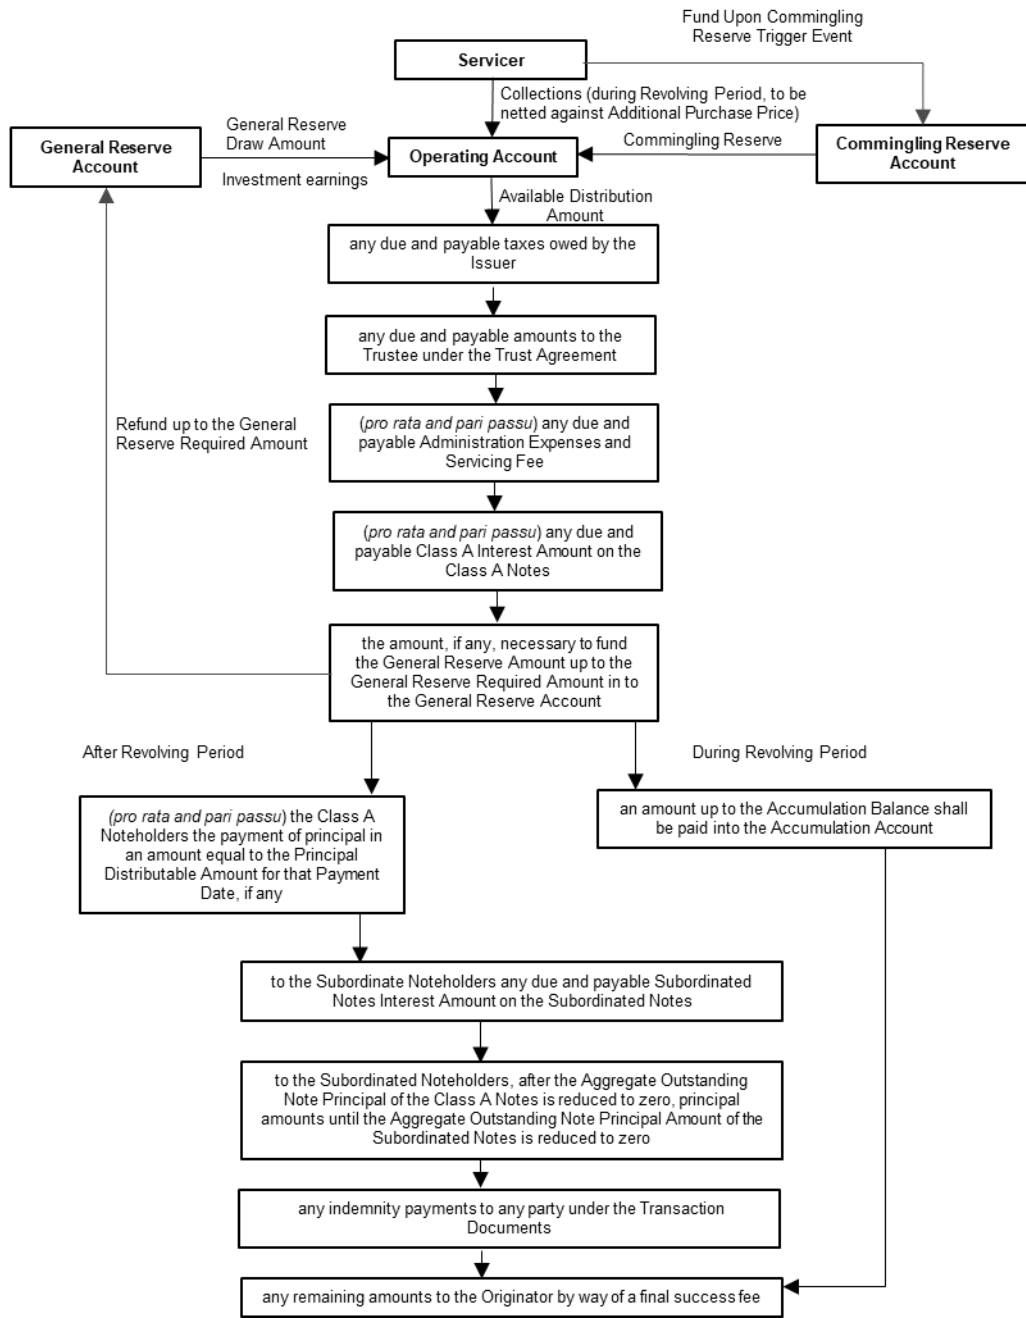 Fund Upon Commingling
Reserve Trigger Event
Servicer
Collections (during Revolving Period, to be
netted against Additional Purchase Price)
General Reserve
Account
General Reserve
Draw Amount
Investment earnings
Operating Account
Commingling Reserve
Commingling Reserve
Account
Available Distribution
Amount
any due and payable taxes owed by the
Issuer
any due and payable amounts to the
Trustee under the Trust Agreement
(pro rata and pari passu) any due and
payable Administration Expenses and
Servicing Fee
Refund up to the General
Reserve Required Amount
(pro rata and pari passu) any due and
payable Class A Interest Amount on the
Class A Notes
the amount, if any, necessary to fund
the General Reserve Amount up to the
General Reserve Required Amount in to
the General Reserve Account
After Revolving Period
During Revolving Period
(pro rata and pari passu) the Class A
Noteholders the payment of principal in
an amount equal to the Principal
Distributable Amount for that Payment
Date, if any
an amount up to the Accumulation Balance shall
be paid into the Accumulation Account
to the Subordinate Noteholders any due and payable Subordinated
Notes Interest Amount on the Subordinated Notes
to the Subordinated Noteholders, after the Aggregate Outstanding
Note Principal of the Class A Notes is reduced to zero, principal
amounts until the Aggregate Outstanding Note Principal Amount of the
Subordinated Notes is reduced to zero
any indemnity payments to any party under the Transaction
Documents
any remaining amounts to the Originator by way of a final success fee